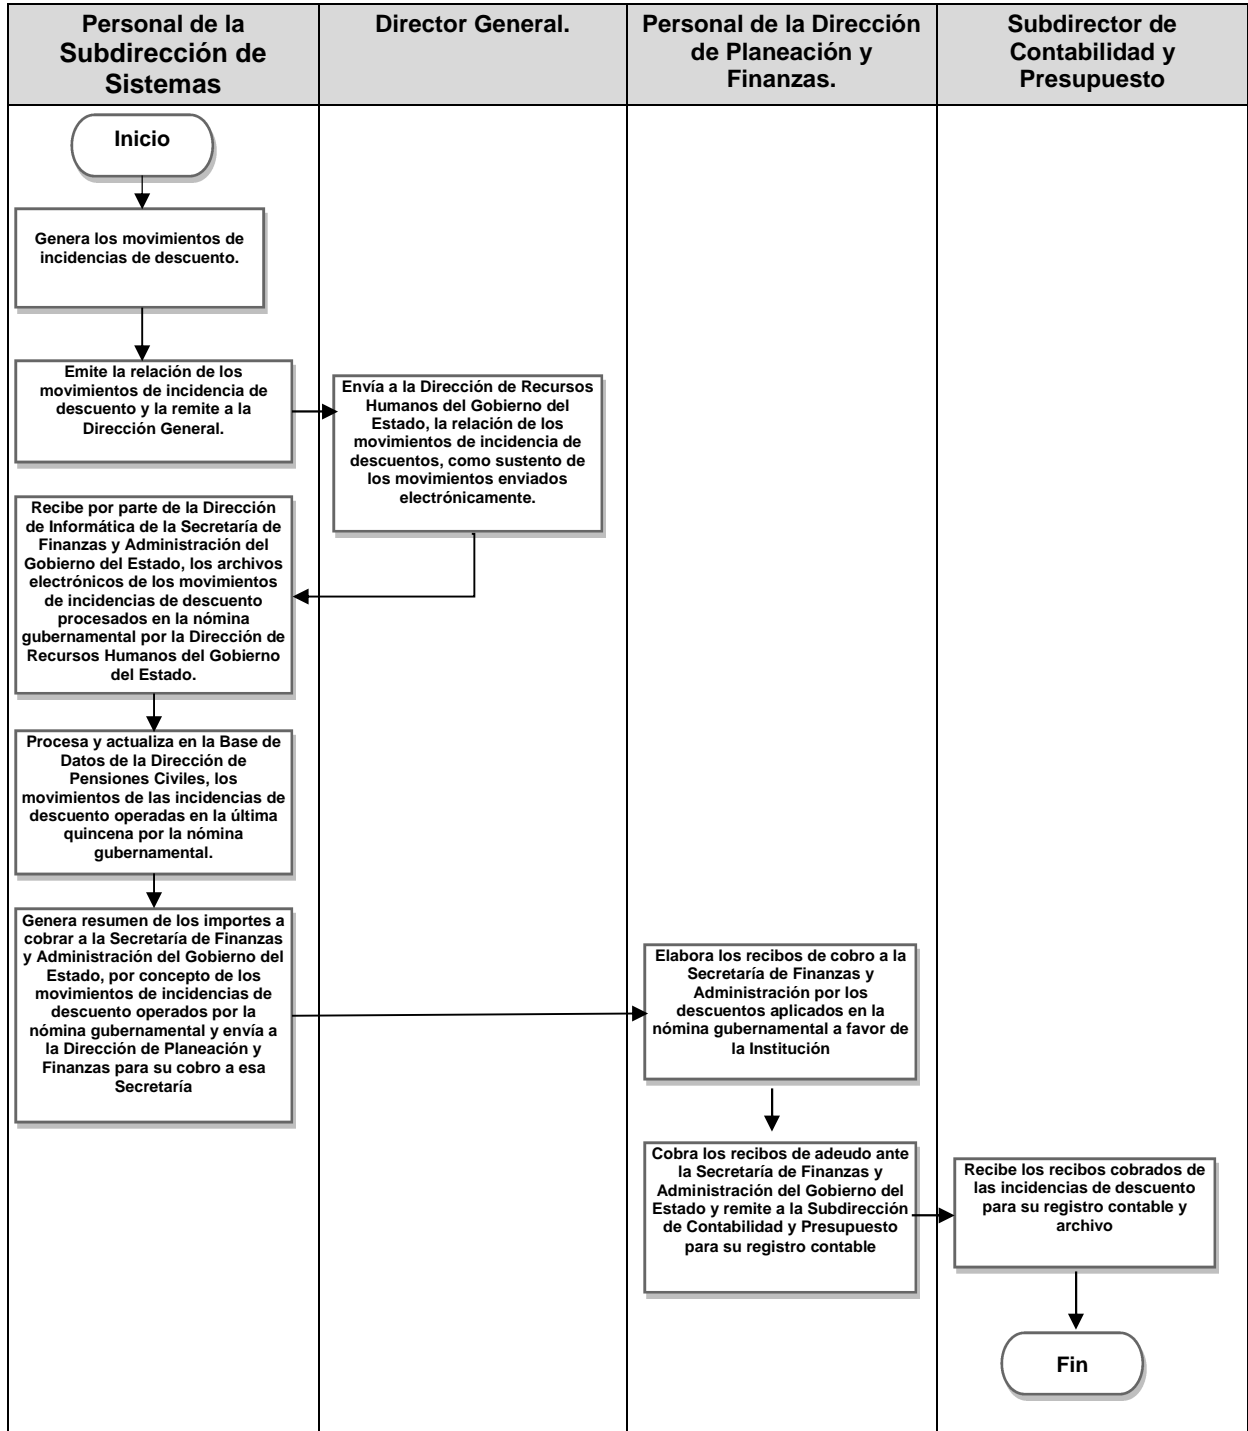 Personal de la
Subdirección de
Sistemas
Director General.
Personal de la Dirección
de Planeación y
Finanzas.
Subdirector de
Contabilidad y
Presupuesto
Inicio
Genera los movimientos de
incidencias de descuento.
Emite la relación de los
movimientos de incidencia de
descuento y la remite a la
Dirección General.
Envía a la Dirección de Recursos
Humanos del Gobierno del
Estado, la relación de los
movimientos de incidencia de
descuentos, como sustento de
los movimientos enviados
electrónicamente.
Recibe por parte de la Dirección
de Informática de la Secretaría de
Finanzas y Administración del
Gobierno del Estado, los archivos
electrónicos de los movimientos
de incidencias de descuento
procesados en la nómina
gubernamental por la Dirección de
Recursos Humanos del Gobierno
del Estado.
Procesa y actualiza en la Base de
Datos de la Dirección de
Pensiones Civiles, los
movimientos de las incidencias de
descuento operadas en la última
quincena por la nómina
gubernamental.
Genera resumen de los importes a
cobrar a la Secretaría de Finanzas
y Administración del Gobierno del
Estado, por concepto de los
movimientos de incidencias de
descuento operados por la
nómina gubernamental y envía a
la Dirección de Planeación y
Finanzas para su cobro a esa
Secretaría
Elabora los recibos de cobro a la
Secretaría de Finanzas y
Administración por los
descuentos aplicados en la
nómina gubernamental a favor de
la Institución
Cobra los recibos de adeudo ante
la Secretaría de Finanzas y
Administración del Gobierno del
Estado y remite a la Subdirección
de Contabilidad y Presupuesto
para su registro contable
Recibe los recibos cobrados de
las incidencias de descuento
para su registro contable y
archivo
Fin